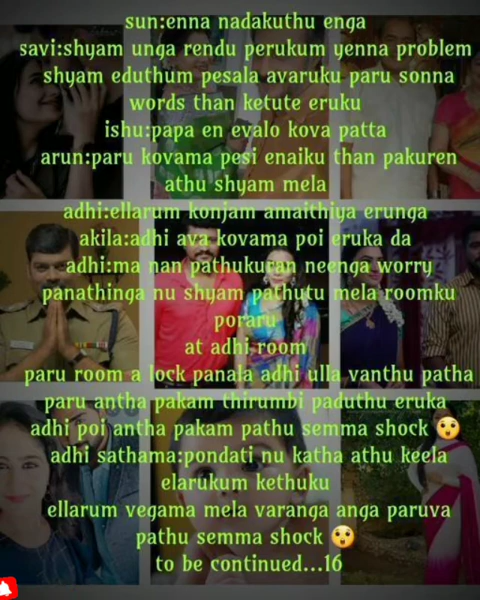 sun:enna nadakuthu enga
savi:shyam unga rendu perukum yenna problem
shyam eduthum pesala avaruku paru sonna
words than ketute eruku
ishu:papa en evalo kova patta
arun:paru kovama pesi enaiku than pakuren
athu shyam mela
adhi:ellarum konjam amaithiya erunga
akila:adhi ava kovama poi eruka da
adhi:ma nan pathukuran neenga worry
panathinga nu shyam pathutu mela roomku
poraru
at adhi room
paru room a lock panala adhi ulla vanthu patha
paru antha pakam thirumbi paduthu eruka
adhi poi antha pakam pathu semma shock 😲
adhi sathama:pondati nu katha athu keela
elarukum kethuku
ellarum vegama mela varanga anga paruva
pathu semma shock 😲
to be continued...16